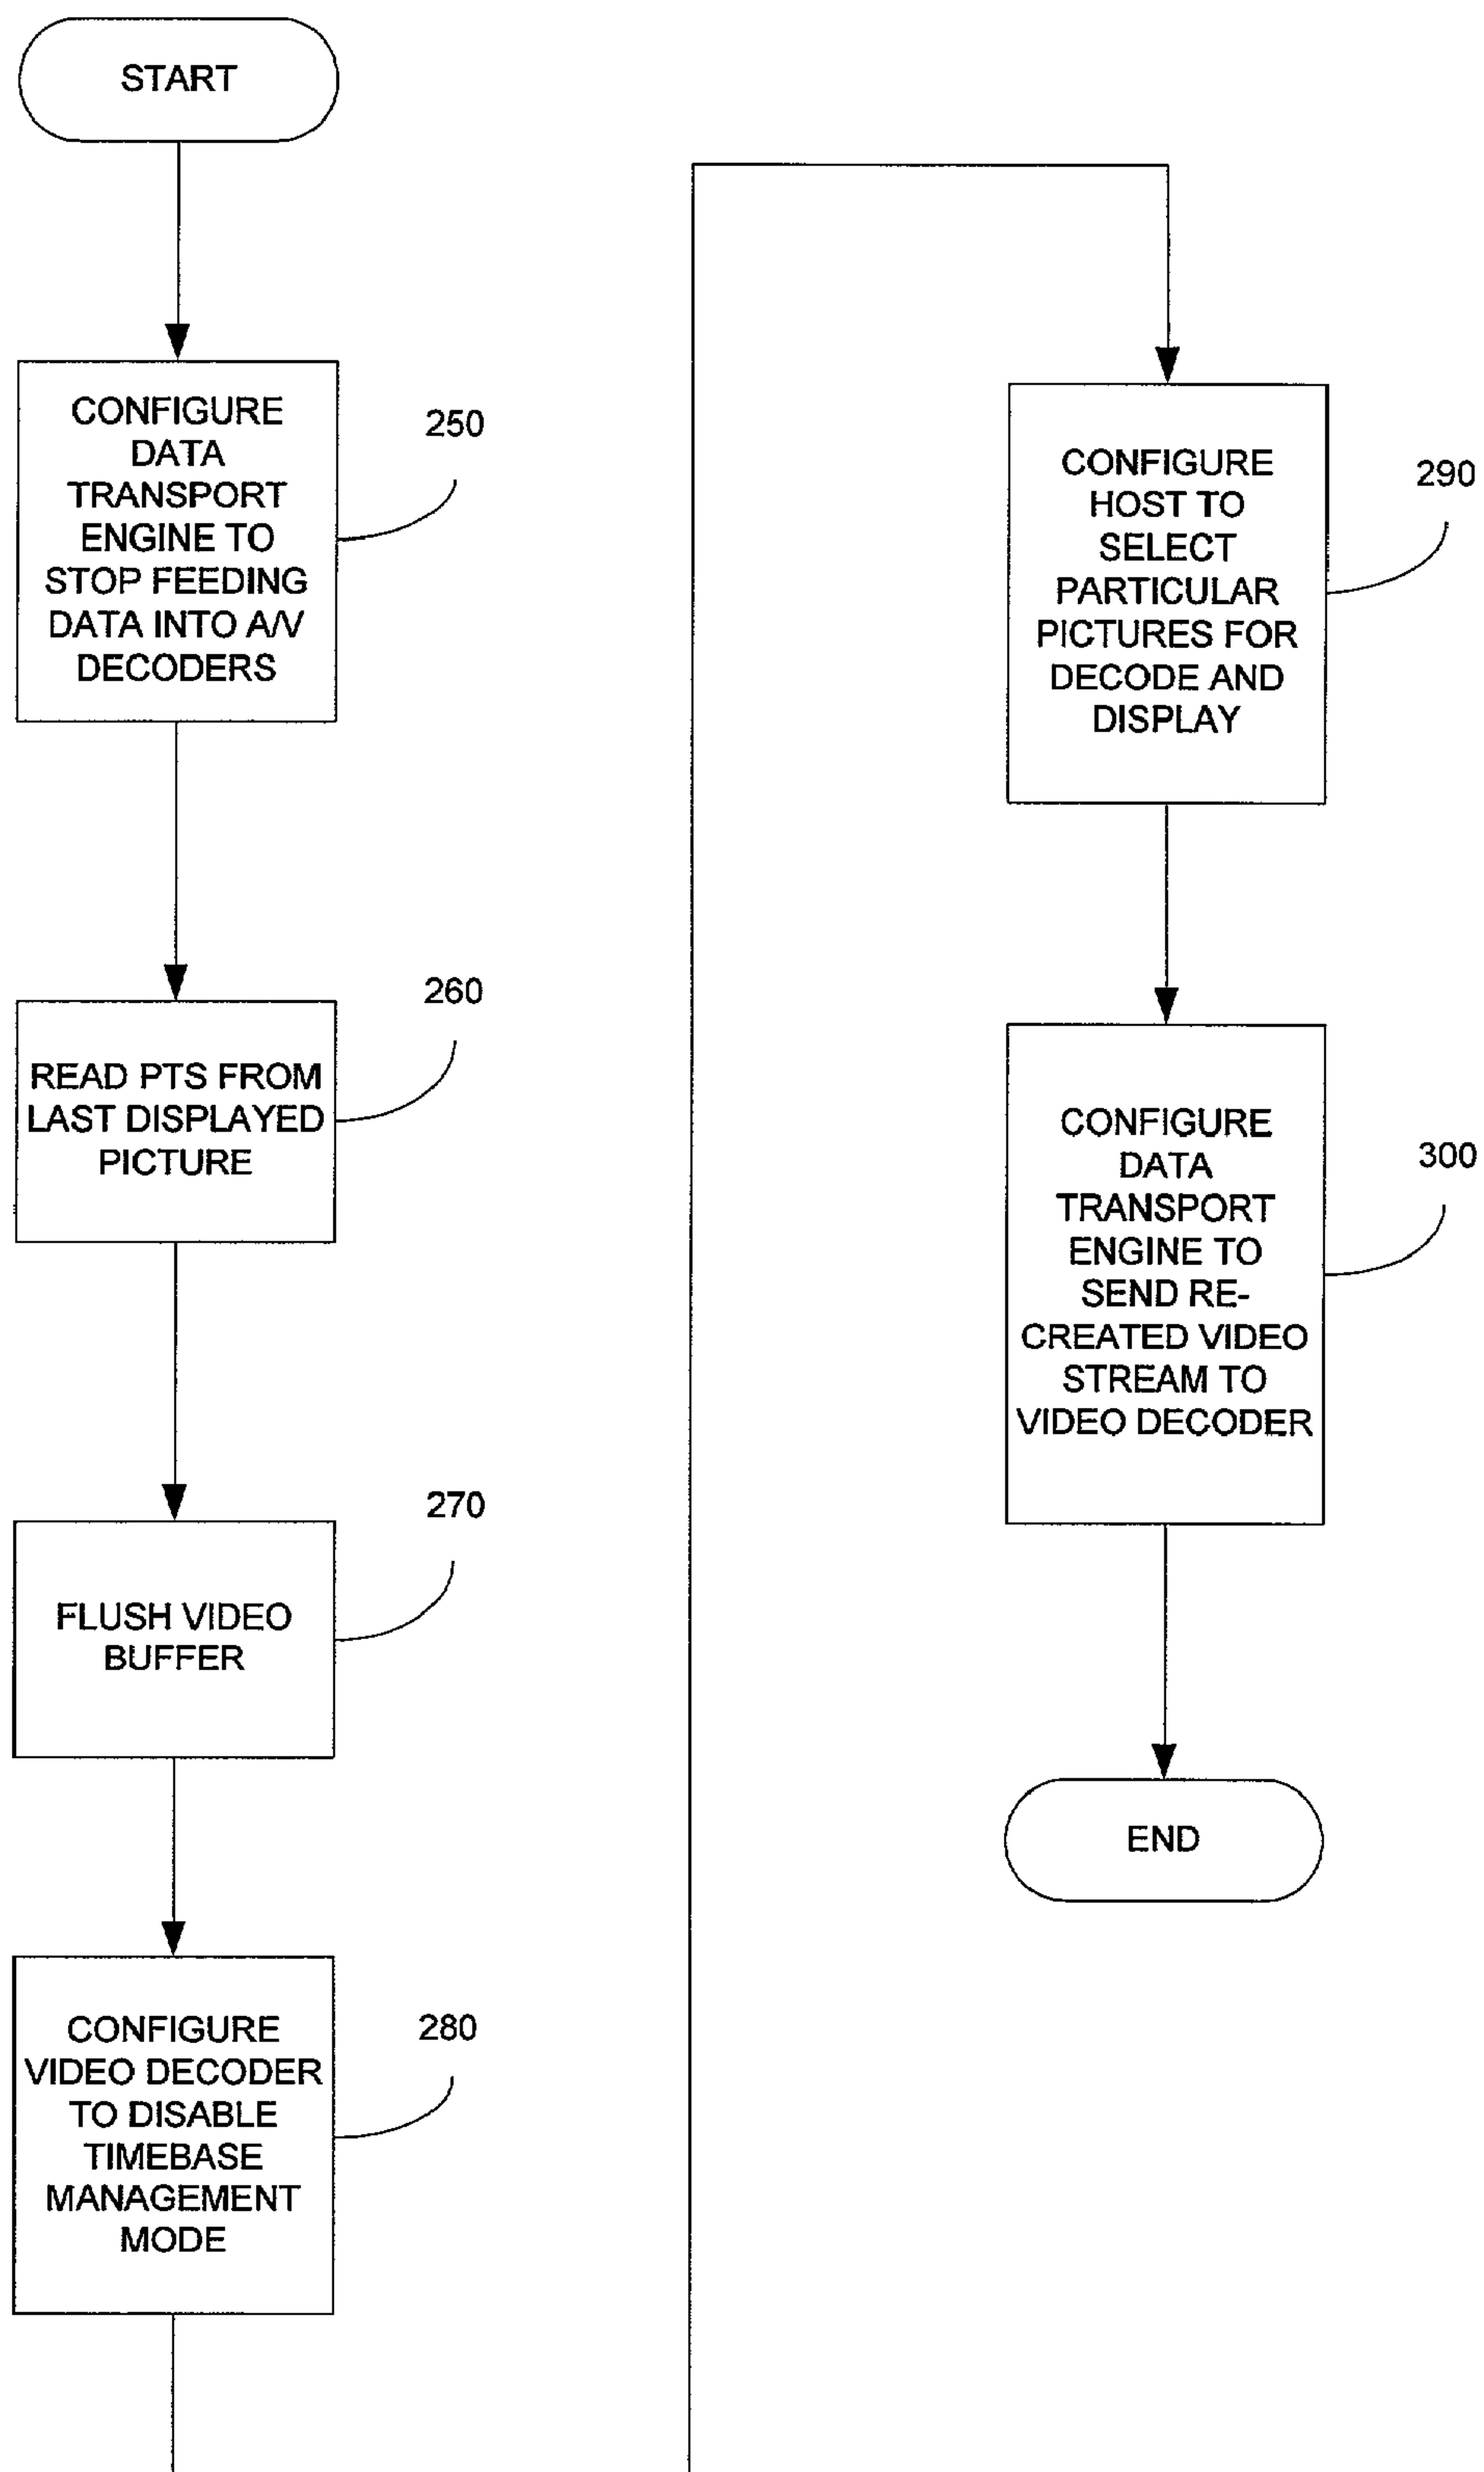 START
CONFIGURE
DATA
TRANSPORT
ENGINE TO
STOP FEEDING
DATA INTO A/V
DECODERS
250
READ PTS FROM
LAST DISPLAYED
PICTURE
260
FLUSH VIDEO
BUFFER
270
CONFIGURE
VIDEO DECODER
TO DISABLE
TIMEBASE
MANAGEMENT
MODE
280
CONFIGURE
HOST TO
SELECT
PARTICULAR
PICTURES FOR
DECODE AND
DISPLAY
290
CONFIGURE
DATA
TRANSPORT
ENGINE TO
SEND RE-
CREATED VIDEO
STREAM TO
VIDEO DECODER
300
END